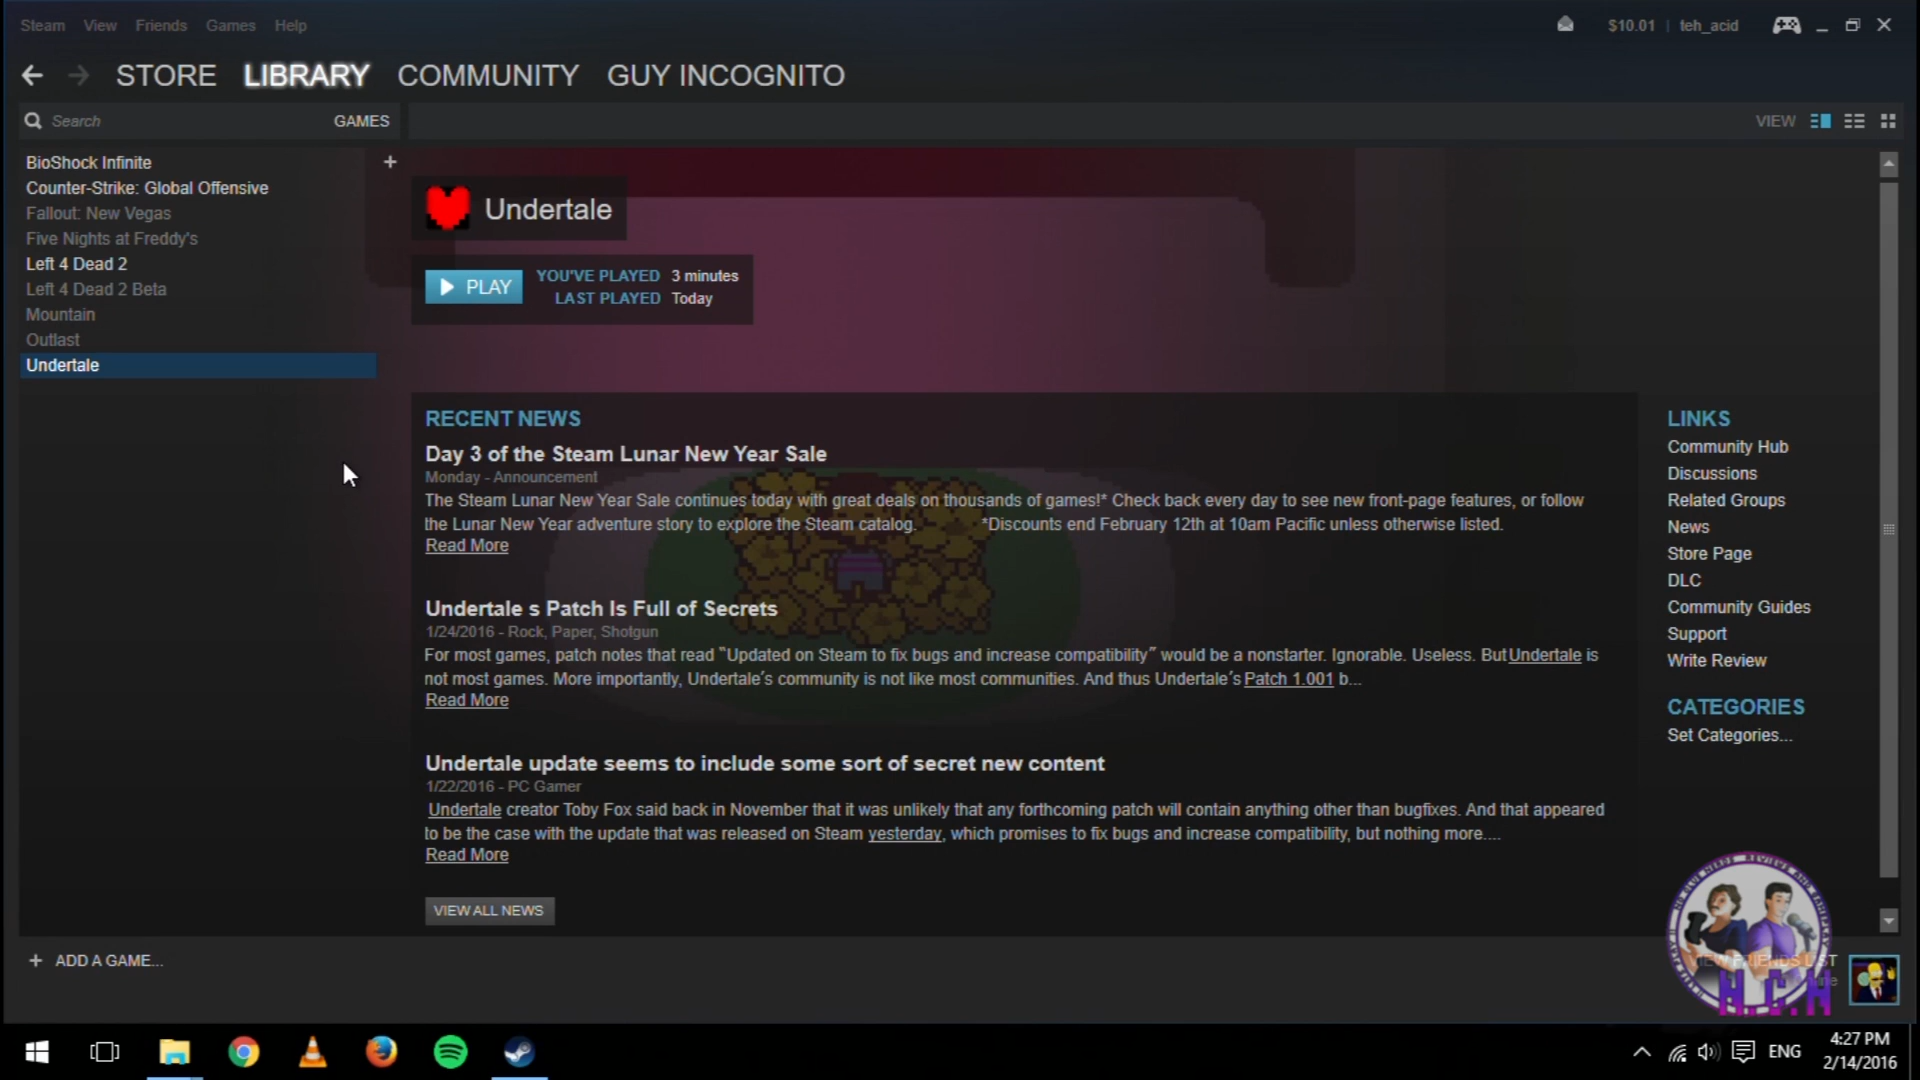 Steam View Friends Games Help
$10.01 | teh_acid
STORE LIBRARY COMMUNITY GUY INCOGNITO
Search GAMES
VIEW
BioShock Infinite
Counter-Strike: Global Offensive
Fallout: New Vegas
Five Nights at Freddy's
Left 4 Dead 2
Left 4 Dead 2 Beta
Mountain
Outlast
Undertale
+
Undertale
PLAY
YOU'VE PLAYED 3 minutes
LAST PLAYED Today
RECENT NEWS
Day 3 of the Steam Lunar New Year Sale
Monday - Announcement
The Steam Lunar New Year Sale continues today with great deals on thousands of games!* Check back every day to see new front-page features, or follow
the Lunar New Year adventure story to explore the Steam catalog. *Discounts end February 12th at 10am Pacific unless otherwise listed.
Read More
Undertale s Patch Is Full of Secrets
1/24/2016 - Rock, Paper, Shotgun
For most games, patch notes that read "Updated on Steam to fix bugs and increase compatibility" would be a nonstarter. Ignorable. Useless. But Undertale is
not most games. More importantly, Undertale's community is not like most communities. And thus Undertale's Patch 1.001 b...
Read More
Undertale update seems to include some sort of secret new content
1/22/2016 - PC Gamer
Undertale creator Toby Fox said back in November that it was unlikely that any forthcoming patch will contain anything other than bugfixes. And that appeared
to be the case with the update that was released on Steam yesterday, which promises to fix bugs and increase compatibility, but nothing more....
Read More
VIEW ALL NEWS
LINKS
Community Hub
Discussions
Related Groups
News
Store Page
DLC
Community Guides
Support
Write Review
CATEGORIES
Set Categories...
+ ADD A GAME...
VIEW FRIENDS LIST
ENG
4:27 PM
2/14/2016